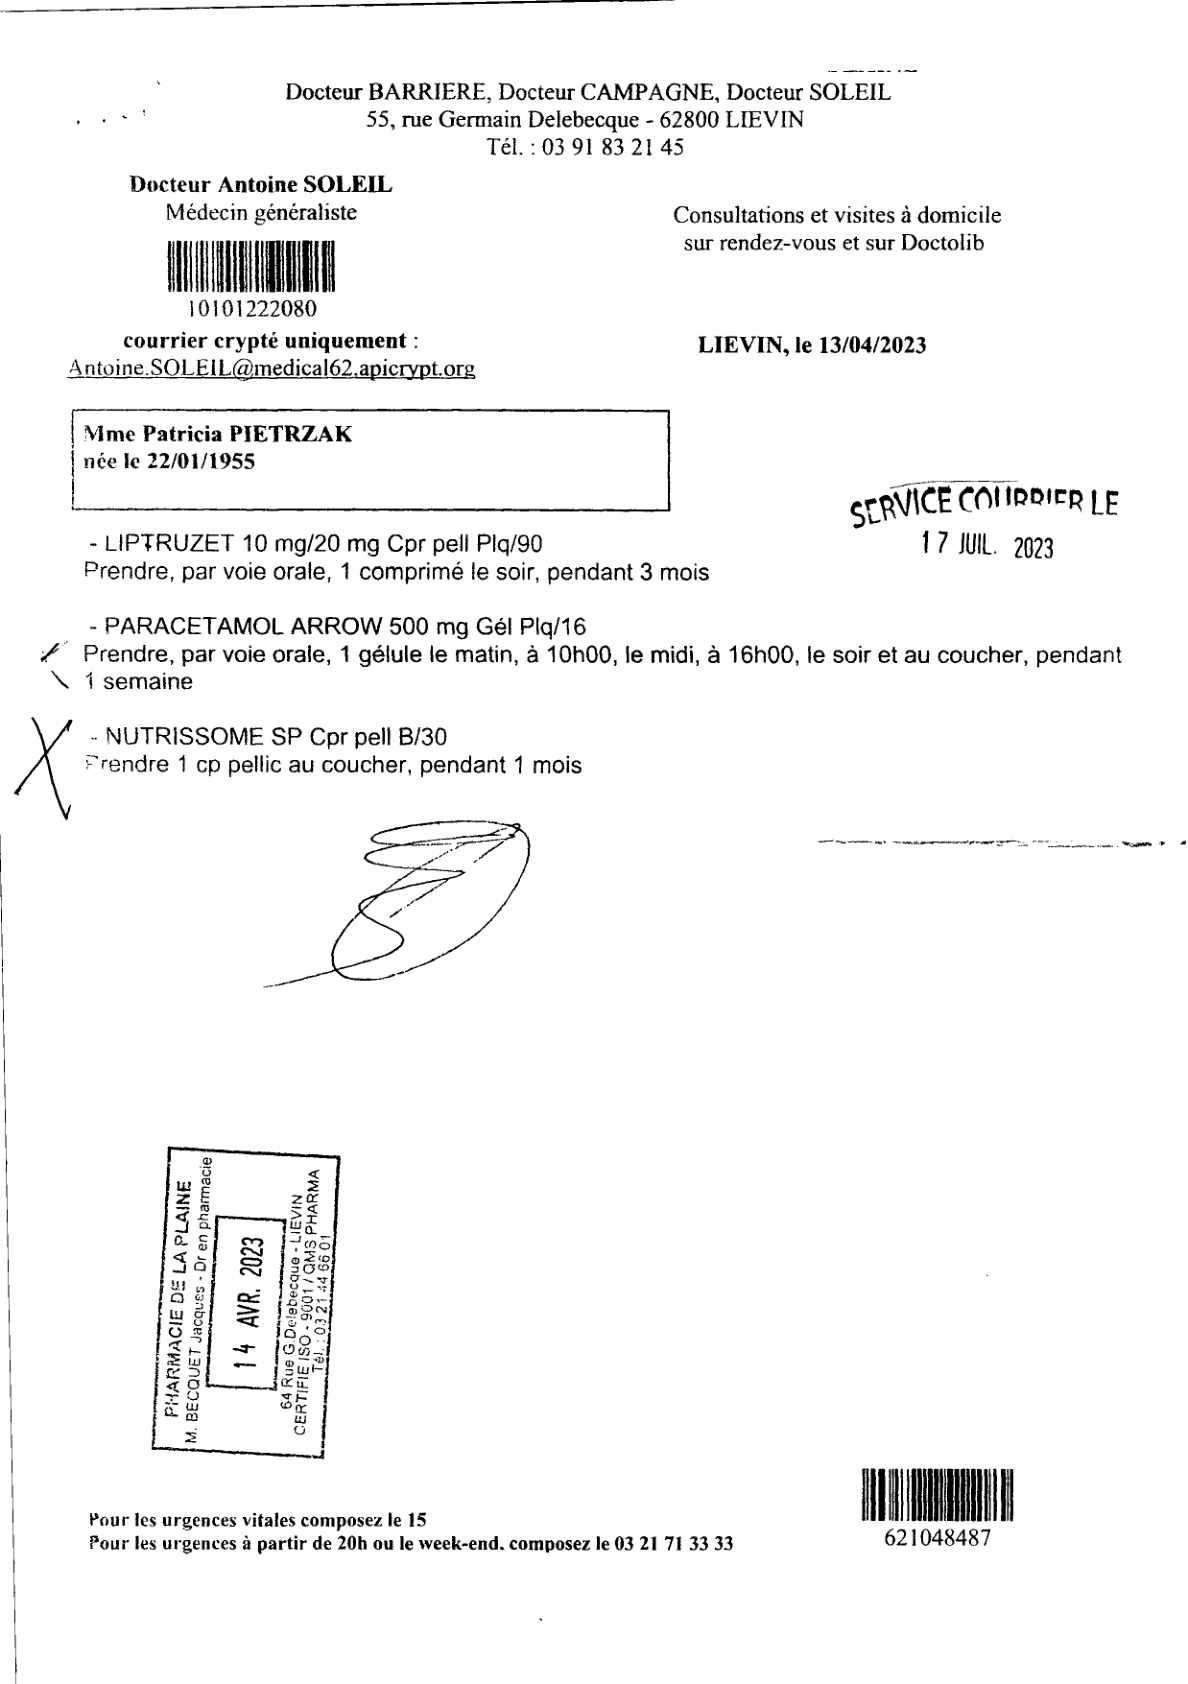 Docteur BARRIERE, Docteur CAMPAGNE, Docteur SOLEIL
55, rue Germain Delebecque - 62800 LIEVIN
Tél. : 03 91 83 21 45
Docteur Antoine SOLEIL
Médecin généraliste
Consultations et visites à domicile
sur rendez-vous et sur Doctolib
10101222080
courrier crypté uniquement :
Antoine.SOLEIL@medical62.apicrypt.org
LIEVIN, le 13/04/2023
Mme Patricia PIETRZAK
née le 22/01/1955
SERVICE COURRIER LE
17 JUIL. 2023
- LIPTRUZET 10 mg/20 mg Cpr pell Plq/90
Prendre, par voie orale, 1 comprimé le soir, pendant 3 mois
- PARACETAMOL ARROW 500 mg Gél Plq/16
Prendre, par voie orale, 1 gélule le matin, à 10h00, le midi, à 16h00, le soir et au coucher, pendant
1 semaine
- NUTRISSOME SP Cpr pell B/30
Prendre 1 cp pellic au coucher, pendant 1 mois
PHARMACIE DE LA PLAINE
M. BECQUET Jacques - Dr en pharmacie
14 AVR. 2023
64 Rue G.Delebecque - LIEVIN
CERTIFIE ISO - 9001 / QMS PHARMA
Tél. : 03 21 44 66 01
Pour les urgences vitales composez le 15
Pour les urgences à partir de 20h ou le week-end, composez le 03 21 71 33 33
621048487